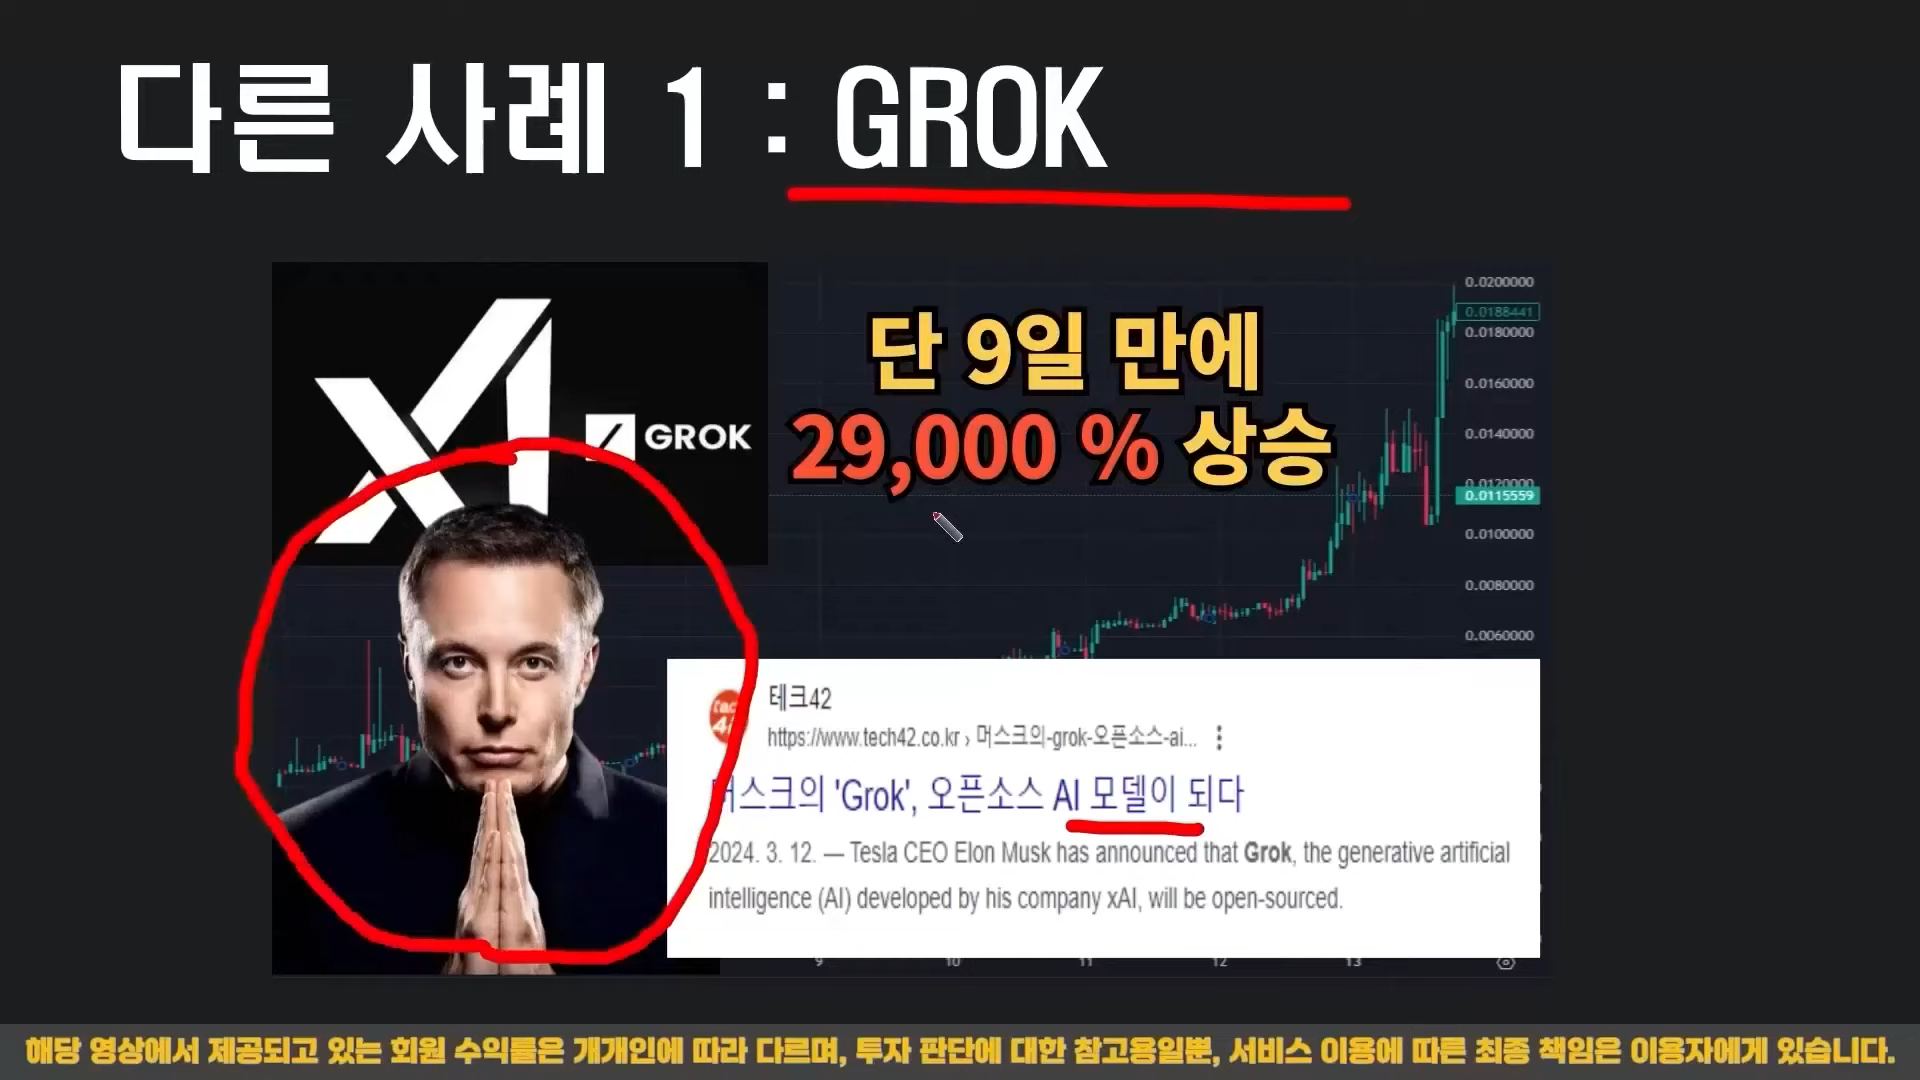 다른 사례 1 : GROK
GROK
단 9일 만에
29,000 % 상승
0.0200000
0.0188441
0.0180000
0.0160000
0.0140000
0.0120000
0.0115559
0.0100000
0.0080000
0.0060000
테크42
https://www.tech42.co.kr › 머스크의-grok-오픈소스-ai...
머스크의 'Grok', 오픈소스 AI 모델이 되다
2024. 3. 12. — Tesla CEO Elon Musk has announced that Grok, the generative artificial
intelligence (AI) developed by his company xAI, will be open-sourced.
9 10 11 12 13
해당 영상에서 제공되고 있는 회원 수익률은 개개인에 따라 다르며, 투자 판단에 대한 참고용일뿐, 서비스 이용에 따른 최종 책임은 이용자에게 있습니다.